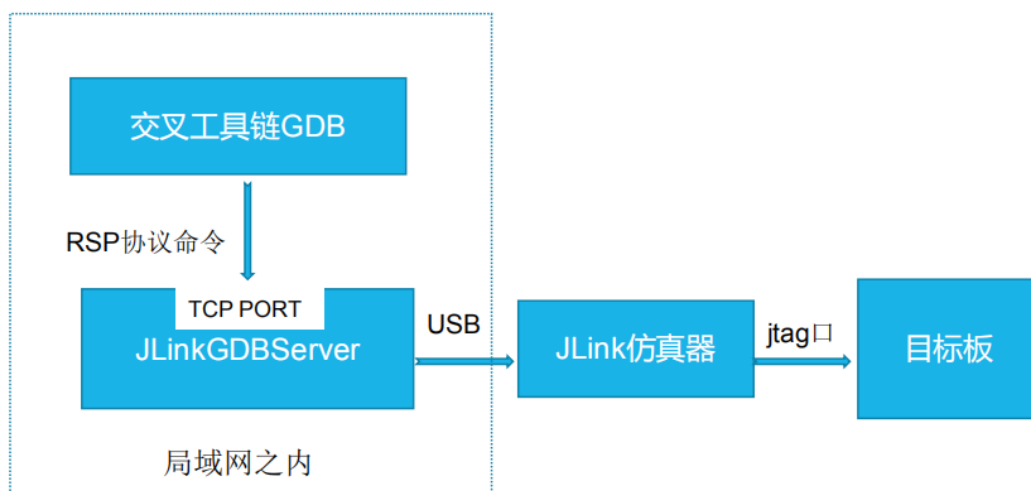 交叉工具链GDB
RSP协议命令
TCP PORT
JLinkGDBServer
USB
JLink仿真器
jtag口
目标板
局域网之内